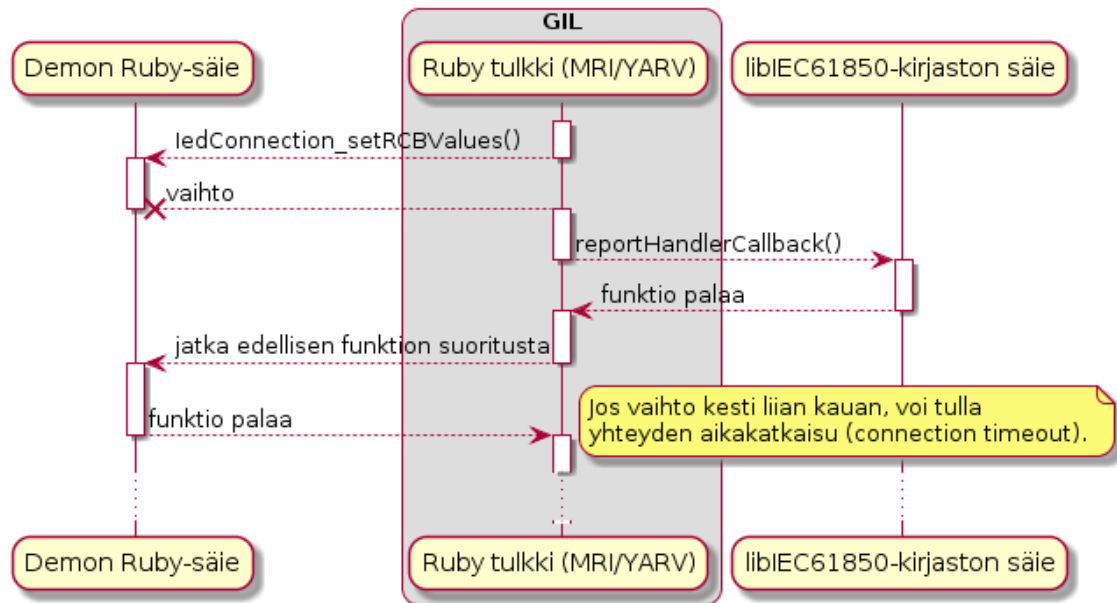 GIL
Demon Ruby-säie
Ruby tulkki (MRI/YARV)
libIEC61850-kirjaston säie
IedConnection_setRCBValues()
vaihto
reportHandlerCallback()
funktio palaa
jatka edellisen funktion suoritusta
Jos vaihto kesti liian kauan, voi tulla
yhteyden aikakatkaisu (connection timeout).
funktio palaa
Demon Ruby-säie
Ruby tulkki (MRI/YARV)
libIEC61850-kirjaston säie